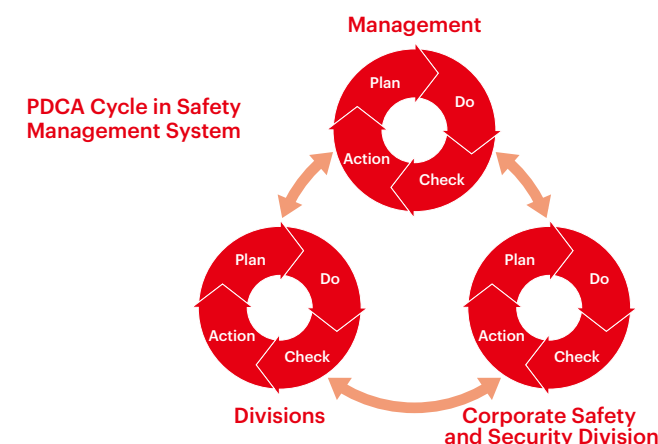 Management
PDCA Cycle in Safety
Management System
Plan
Do
Action
Check
Plan
Do
Action
Check
Divisions
Plan
Do
Action
Check
Corporate Safety
and Security Division